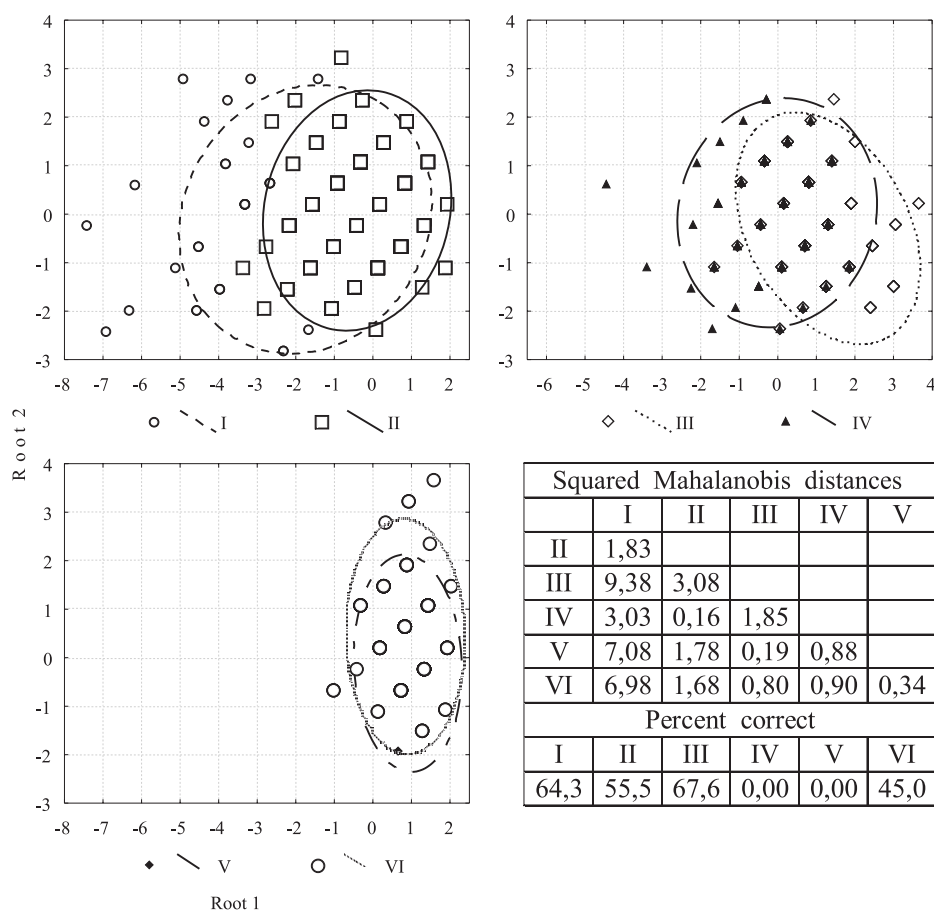 4
3
2
1
0
-1
-2
-3
-8 -7 -6 -5 -4 -3 -2 -1 0 1 2
I II
4
3
2
1
0
-1
-2
-3
-6 -5 -4 -3 -2 -1 0 1 2 3 4
III IV
Root 2
4
3
2
1
0
-1
-2
-3
-8 -7 -6 -5 -4 -3 -2 -1 0 1 2
V VI
Root 1
Squared Mahalanobis distances
I II III IV V
II 1,83
III 9,38 3,08
IV 3,03 0,16 1,85
V 7,08 1,78 0,19 0,88
VI 6,98 1,68 0,80 0,90 0,34
Percent correct
I II III IV V VI
64,3 55,5 67,6 0,00 0,00 45,0